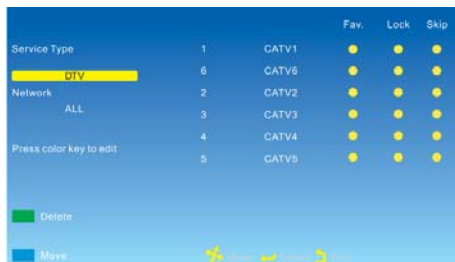 Fav. Lock Skip
Service Type 1 CATV1
DTV 6 CATV6
Network 2 CATV2
ALL 3 CATV3
4 CATV4
Press color key to edit 5 CATV5
Delete
Move